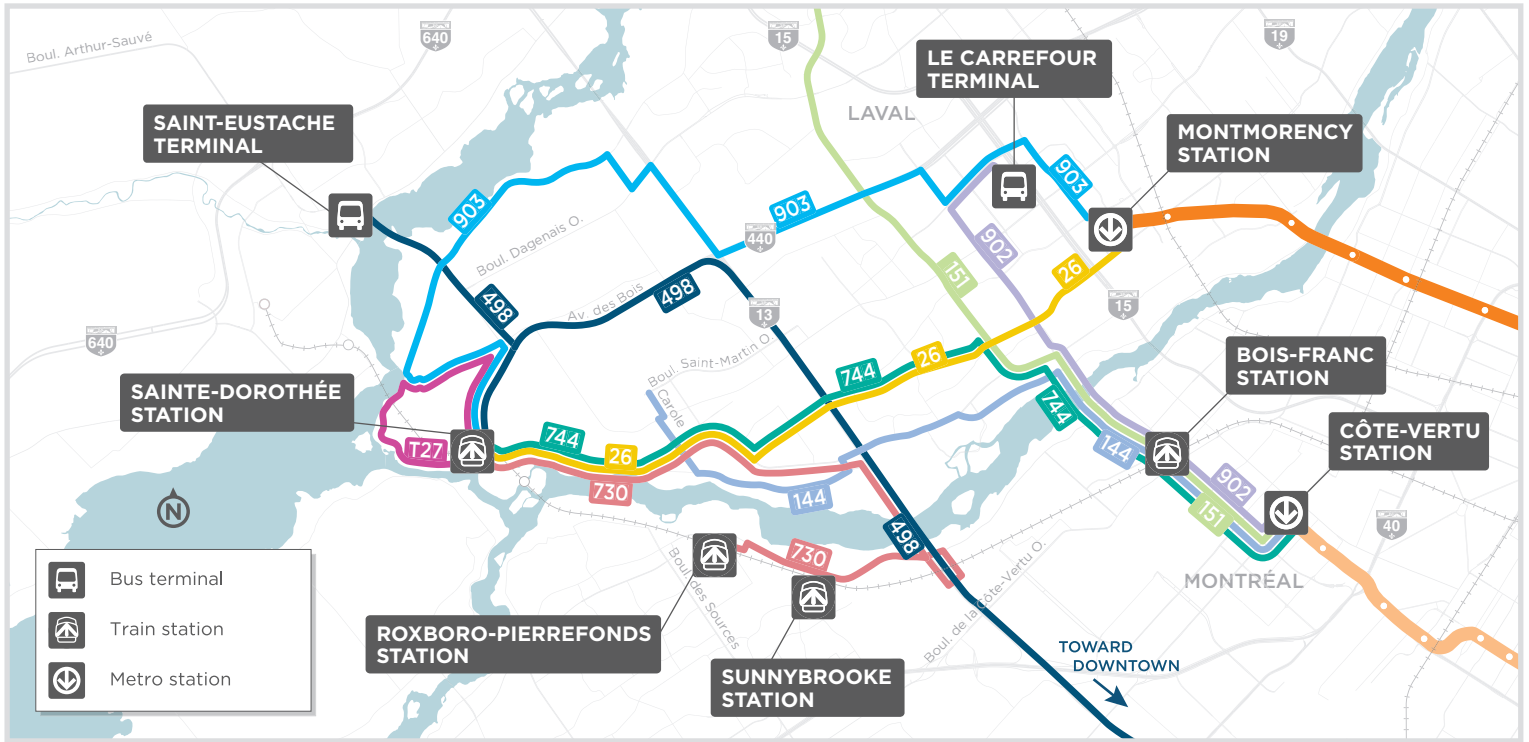 Boul. Arthur-Sauvé
640
15
19
LE CARREFOUR
TERMINAL
LAVAL
SAINT-EUSTACHE
TERMINAL
MONTMORENCY
STATION
903
903
903
Boul. Dagenais O.
440
902
26
151
498
498
Av. des Bois
13
15
640
Boul. Saint-Martin O.
BOIS-FRANC
STATION
SAINTE-DOROTHÉE
STATION
744
26
Carole
744
CÔTE-VERTU
STATION
T27
744
26
730
144
144
902
151
40
N
498
730
Boul. des Sources
Boul. de la Côte-Vertu O.
MONTRÉAL
Bus terminal
Train station
Metro station
ROXBORO-PIERREFONDS
STATION
SUNNYBROOKE
STATION
TOWARD
DOWNTOWN